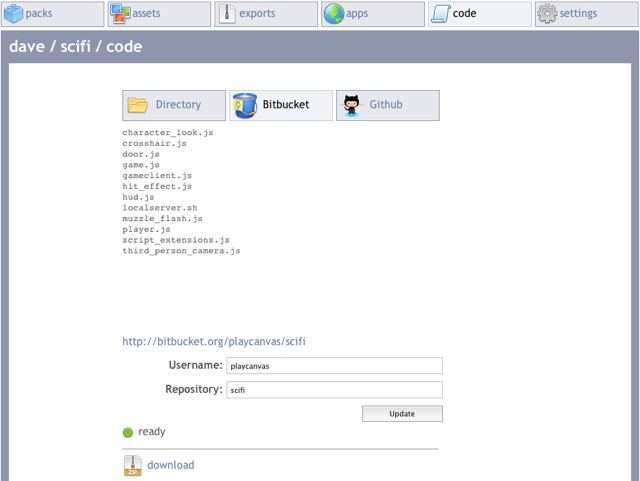 packs assets exports apps code settings
dave / scifi / code
Directory Bitbucket Github
character_look.js
crosshair.js
door.js
game.js
gameclient.js
hit_effect.js
hud.js
localserver.sh
muzzle_flash.js
player.js
script_extensions.js
third_person_camera.js
http://bitbucket.org/playcanvas/scifi
Username: playcanvas
Repository: scifi
Update
ready
ZIP download